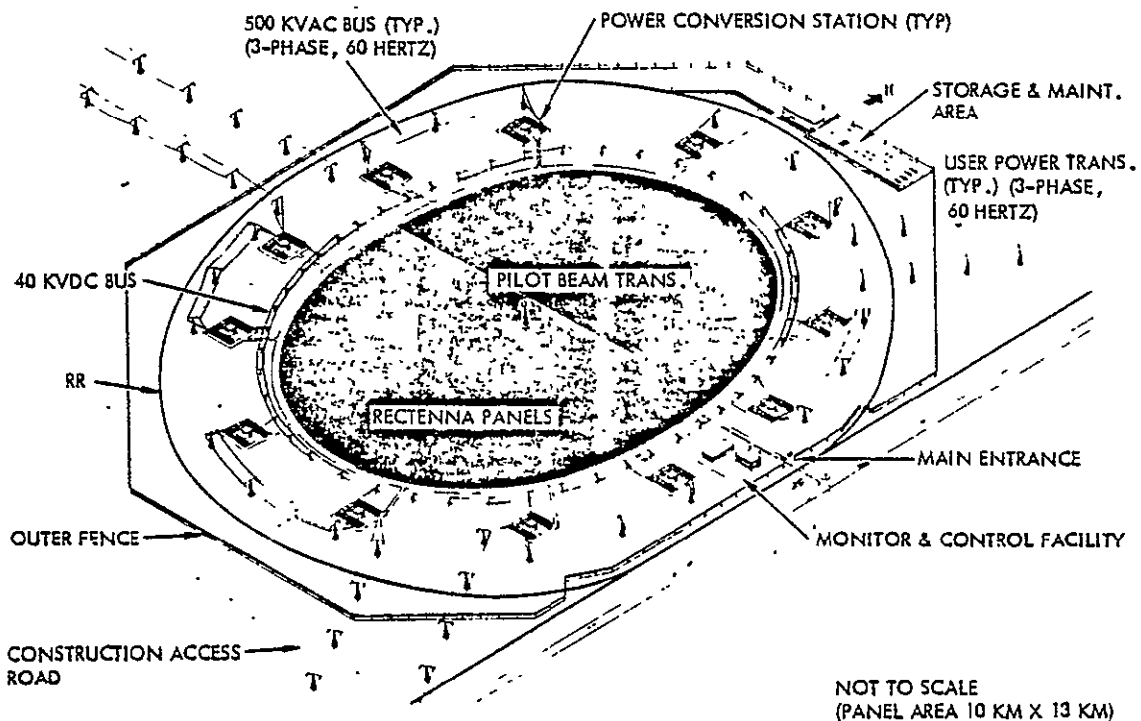 500 KVAC BUS (TYP.)
(3-PHASE, 60 HERTZ)
POWER CONVERSION STATION (TYP)
STORAGE & MAINT.
AREA
USER POWER TRANS.
(TYP.) (3-PHASE,
60 HERTZ)
40 KVDC BUS
PILOT BEAM TRANS.
RR
RECTENNA PANELS
MAIN ENTRANCE
OUTER FENCE
MONITOR & CONTROL FACILITY
CONSTRUCTION ACCESS
ROAD
NOT TO SCALE
(PANEL AREA 10 KM X 13 KM)